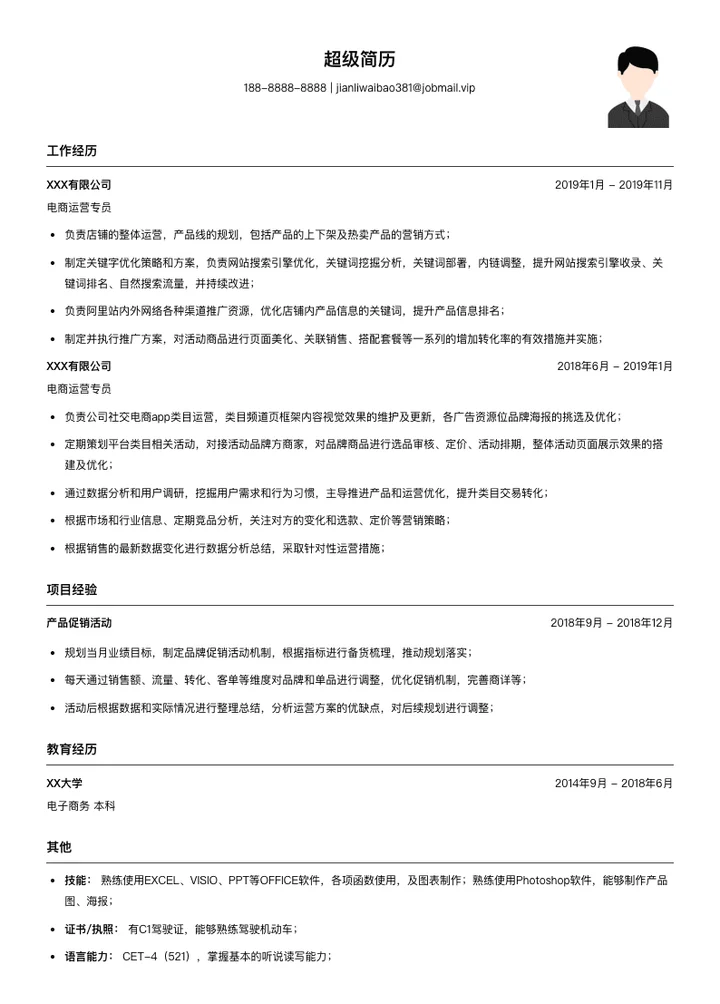 超级简历
188-8888-8888 | jianliwaibao381@jobmail.vip
工作经历
XXX有限公司 2019年1月 – 2019年11月
电商运营专员
• 负责店铺的整体运营，产品线的规划，包括产品的上下架及热卖产品的营销方式；
• 制定关键字优化策略和方案，负责网站搜索引擎优化，关键词挖掘分析，关键词部署，内链调整，提升网站搜索引擎收录、关
键词排名、自然搜索流量，并持续改进；
• 负责阿里站内外网络各种渠道推广资源，优化店铺内产品信息的关键词，提升产品信息排名；
• 制定并执行推广方案，对活动商品进行页面美化、关联销售、搭配套餐等一系列的增加转化率的有效措施并实施；
XXX有限公司 2018年6月 – 2019年1月
电商运营专员
• 负责公司社交电商app类目运营，类目频道页框架内容视觉效果的维护及更新，各广告资源位品牌海报的挑选及优化；
• 定期策划平台类目相关活动，对接活动品牌方商家，对品牌商品进行选品审核、定价、活动排期，整体活动页面展示效果的搭
建及优化；
• 通过数据分析和用户调研，挖掘用户需求和行为习惯，主导推进产品和运营优化，提升类目交易转化；
• 根据市场和行业信息、定期竞品分析，关注对方的变化和选款、定价等营销策略；
• 根据销售的最新数据变化进行数据分析总结，采取针对性运营措施；
项目经验
产品促销活动 2018年9月 – 2018年12月
• 规划当月业绩目标，制定品牌促销活动机制，根据指标进行备货梳理，推动规划落实；
• 每天通过销售额、流量、转化、客单等维度对品牌和单品进行调整，优化促销机制，完善商详等；
• 活动后根据数据和实际情况进行整理总结，分析运营方案的优缺点，对后续规划进行调整；
教育经历
XX大学 2014年9月 – 2018年6月
电子商务 本科
其他
• 技能： 熟练使用EXCEL、VISIO、PPT等OFFICE软件，各项函数使用，及图表制作；熟练使用Photoshop软件，能够制作产品
图、海报；
• 证书/执照： 有C1驾驶证，能够熟练驾驶机动车；
• 语言能力： CET-4（521），掌握基本的听说读写能力；